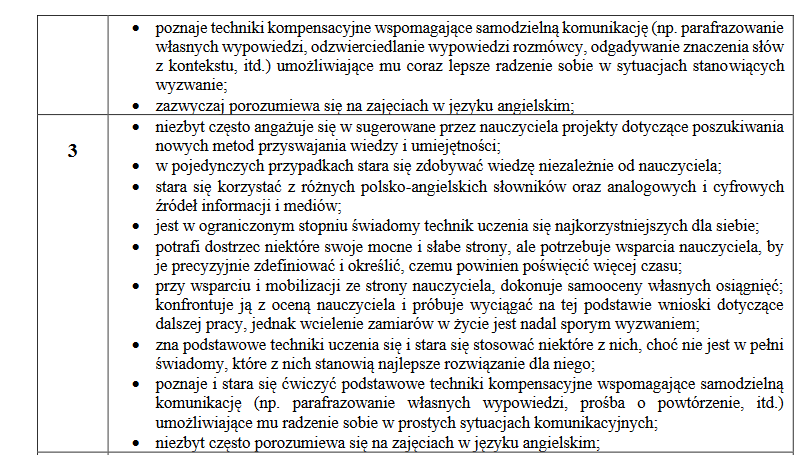 • poznaje techniki kompensacyjne wspomagające samodzielną komunikację (np. parafrazowanie
własnych wypowiedzi, odzwierciedlanie wypowiedzi rozmówcy, odgadywanie znaczenia słów
z kontekstu, itd.) umożliwiające mu coraz lepsze radzenie sobie w sytuacjach stanowiących
wyzwanie;
• zazwyczaj porozumiewa się na zajęciach w języku angielskim;
3
• niezbyt często angażuje się w sugerowane przez nauczyciela projekty dotyczące poszukiwania
nowych metod przyswajania wiedzy i umiejętności;
• w pojedynczych przypadkach stara się zdobywać wiedzę niezależnie od nauczyciela;
• stara się korzystać z różnych polsko-angielskich słowników oraz analogowych i cyfrowych
źródeł informacji i mediów;
• jest w ograniczonym stopniu świadomy technik uczenia się najkorzystniejszych dla siebie;
• potrafi dostrzec niektóre swoje mocne i słabe strony, ale potrzebuje wsparcia nauczyciela, by
je precyzyjnie zdefiniować i określić, czemu powinien poświęcić więcej czasu;
• przy wsparciu i mobilizacji ze strony nauczyciela, dokonuje samooceny własnych osiągnięć;
konfrontuje ją z oceną nauczyciela i próbuje wyciągać na tej podstawie wnioski dotyczące
dalszej pracy, jednak wcielenie zamiarów w życie jest nadal sporym wyzwaniem;
• zna podstawowe techniki uczenia się i stara się stosować niektóre z nich, choć nie jest w pełni
świadomy, które z nich stanowią najlepsze rozwiązanie dla niego;
• poznaje i stara się ćwiczyć podstawowe techniki kompensacyjne wspomagające samodzielną
komunikację (np. parafrazowanie własnych wypowiedzi, prośba o powtórzenie, itd.)
umożliwiające mu radzenie sobie w prostych sytuacjach komunikacyjnych;
• niezbyt często porozumiewa się na zajęciach w języku angielskim;